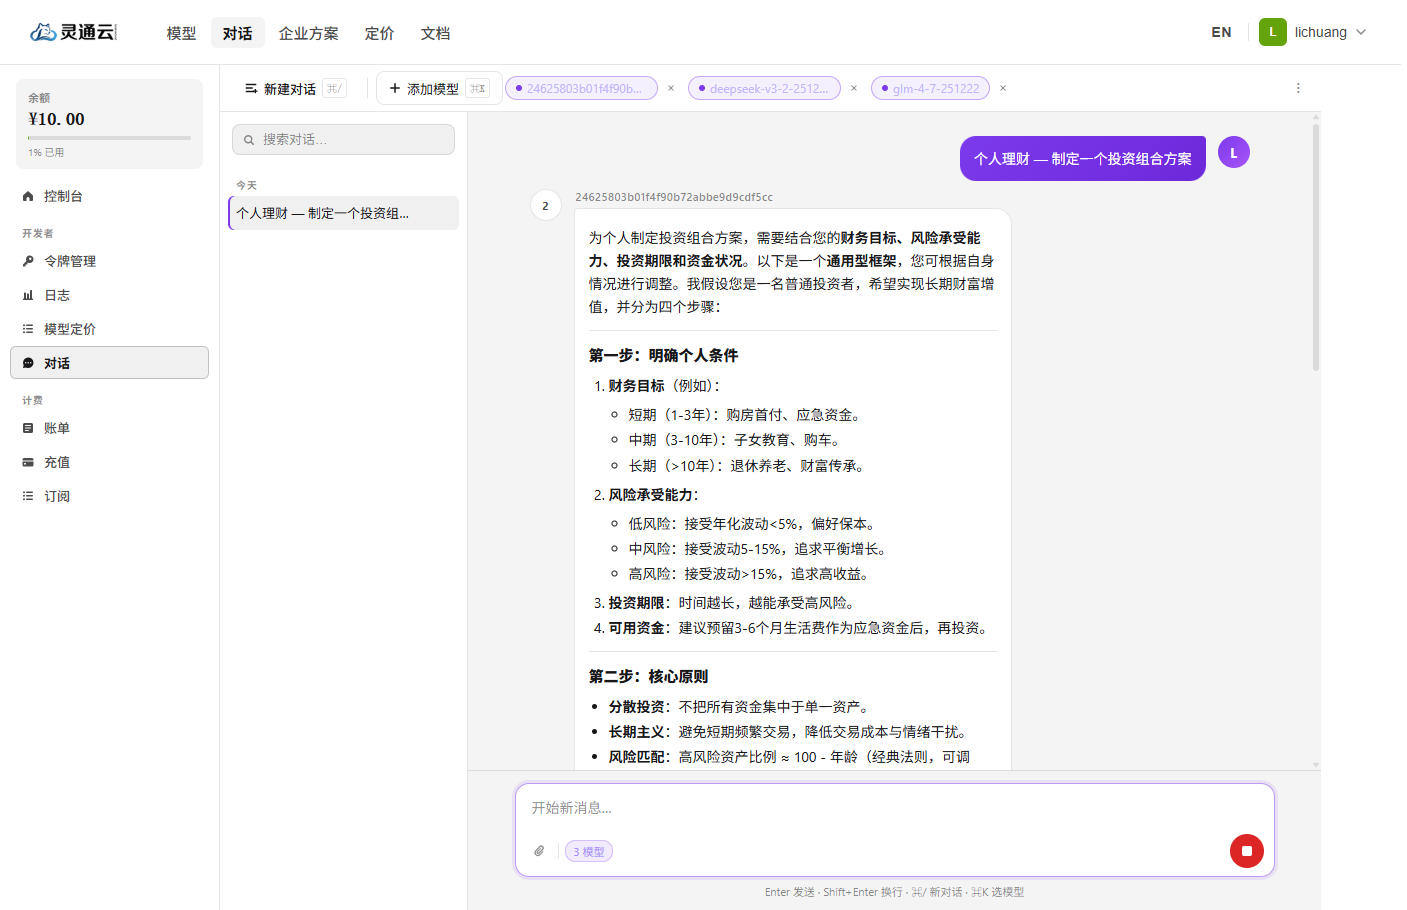 灵通云
模型
对话
企业方案
定价
文档
EN
L
lichuang
余额
¥10.00
1% 已用
控制台
开发者
令牌管理
日志
模型定价
对话
计费
账单
充值
订阅
新建对话 ⌘/
添加模型 ⌘K
24625803b01f4f90b... ×
deepseek-v3-2-2512... ×
glm-4-7-251222 ×
搜索对话...
今天
个人理财 — 制定一个投资组...
个人理财 — 制定一个投资组合方案
L
2
24625803b01f4f90b72abbe9d9cdf5cc
为个人制定投资组合方案，需要结合您的财务目标、风险承受能
力、投资期限和资金状况。以下是一个通用型框架，您可根据自身
情况进行调整。我假设您是一名普通投资者，希望实现长期财富增
值，并分为四个步骤：
第一步：明确个人条件
1. 财务目标（例如）：
短期（1-3年）：购房首付、应急资金。
中期（3-10年）：子女教育、购车。
长期（>10年）：退休养老、财富传承。
2. 风险承受能力：
低风险：接受年化波动<5%，偏好保本。
中风险：接受波动5-15%，追求平衡增长。
高风险：接受波动>15%，追求高收益。
3. 投资期限：时间越长，越能承受高风险。
4. 可用资金：建议预留3-6个月生活费作为应急资金后，再投资。
第二步：核心原则
分散投资：不把所有资金集中于单一资产。
长期主义：避免短期频繁交易，降低交易成本与情绪干扰。
风险匹配：高风险资产比例 ≈ 100 - 年龄（经典法则，可调
开始新消息...
3 模型
Enter 发送 · Shift+Enter 换行 · ⌘/ 新对话 · ⌘K 选模型